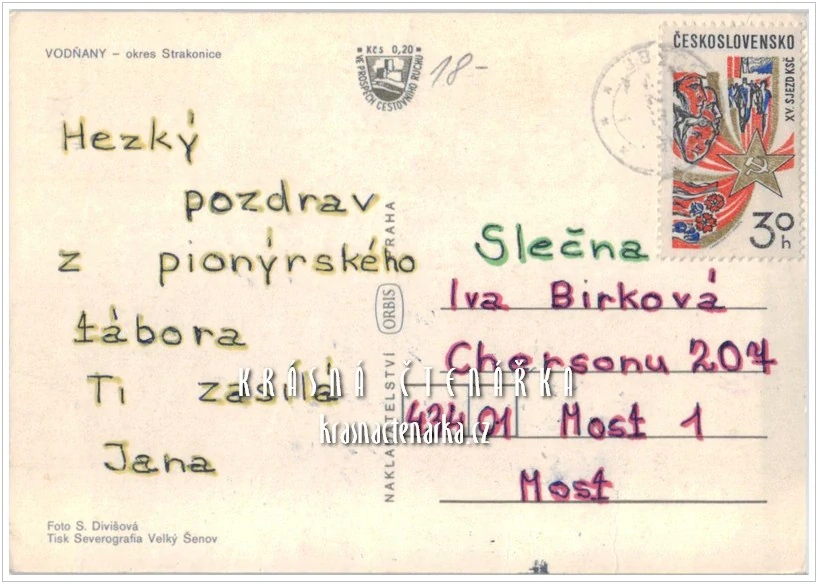 VODŇANY – okres Strakonice
Kčs 0,20
VE PROSPĚCH CESTOVNÍHO RUCHU
18-
ČESKOSLOVENSKO
XV. SJEZD KSČ
30 h
Hezký
pozdrav
z pionýrského
tábora
Ti zasílá
Jana
NAKLADATELSTVÍ ORBIS PRAHA
Slečna
Iva Birková
Chersonu 207
434 01 Most 1
Most
KRÁSNÁ ČTENÁŘKA
krasnactenarka.cz
Foto S. Divišová
Tisk Severografia Velký Šenov